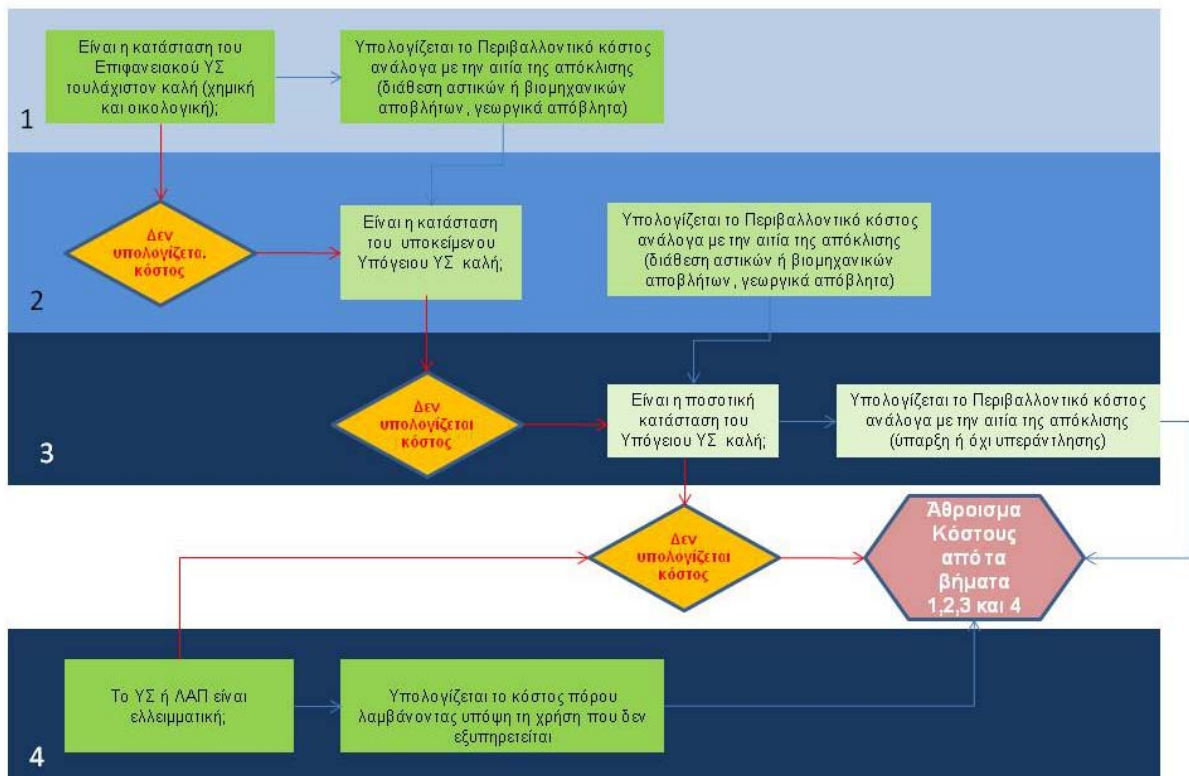 Είναι η κατάσταση του
Επιφανειακού ΥΣ
τουλάχιστον καλή (χημική
και οικολογική);
Υπολογίζεται το Περιβαλλοντικό κόστος
ανάλογα με την αιτία της απόκλισης
(διάθεση αστικών ή βιομηχανικών
αποβλήτων, γεωργικά απόβλητα)
1
Δεν
υπολογίζετα.
κόστος
Είναι η κατάσταση
του υποκείμενου
Υπόγειου ΥΣ καλή;
Υπολογίζεται το Περιβαλλοντικό κόστος
ανάλογα με την αιτία της απόκλισης
(διάθεση αστικών ή βιομηχανικών
αποβλήτων, γεωργικά απόβλητα)
2
Δεν
υπολογίζεται
κόστος
Είναι η ποσοτική
κατάσταση του
Υπόγειου ΥΣ καλή;
Υπολογίζεται το Περιβαλλοντικό κόστος
ανάλογα με την αιτία της απόκλισης
(ύπαρξη ή όχι υπεράντλησης)
3
Δεν
υπολογίζεται
κόστος
Άθροισμα
Κόστους
από τα
βήματα
1,2,3 και 4
Το ΥΣ ή ΛΑΠ είναι
ελλειμματική;
Υπολογίζεται το κόστος πόρου
λαμβάνοντας υπόψη τη χρήση που δεν
εξυπηρετείται
4